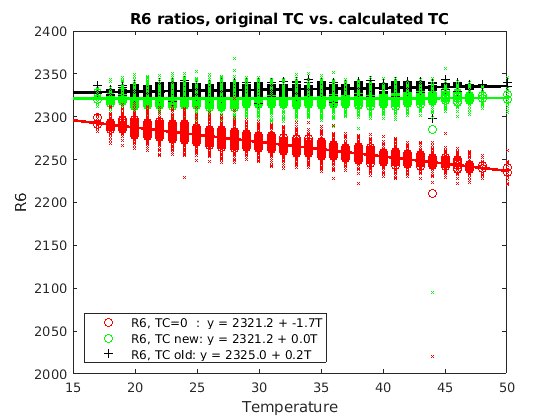 R6 ratios, original TC vs. calculated TC
2400
2350
2300
2250
2200
2150
2100
2050
2000
R6
R6, TC=0 : y = 2321.2 + -1.7T
R6, TC new: y = 2321.2 + 0.0T
R6, TC old: y = 2325.0 + 0.2T
15 20 25 30 35 40 45 50
Temperature